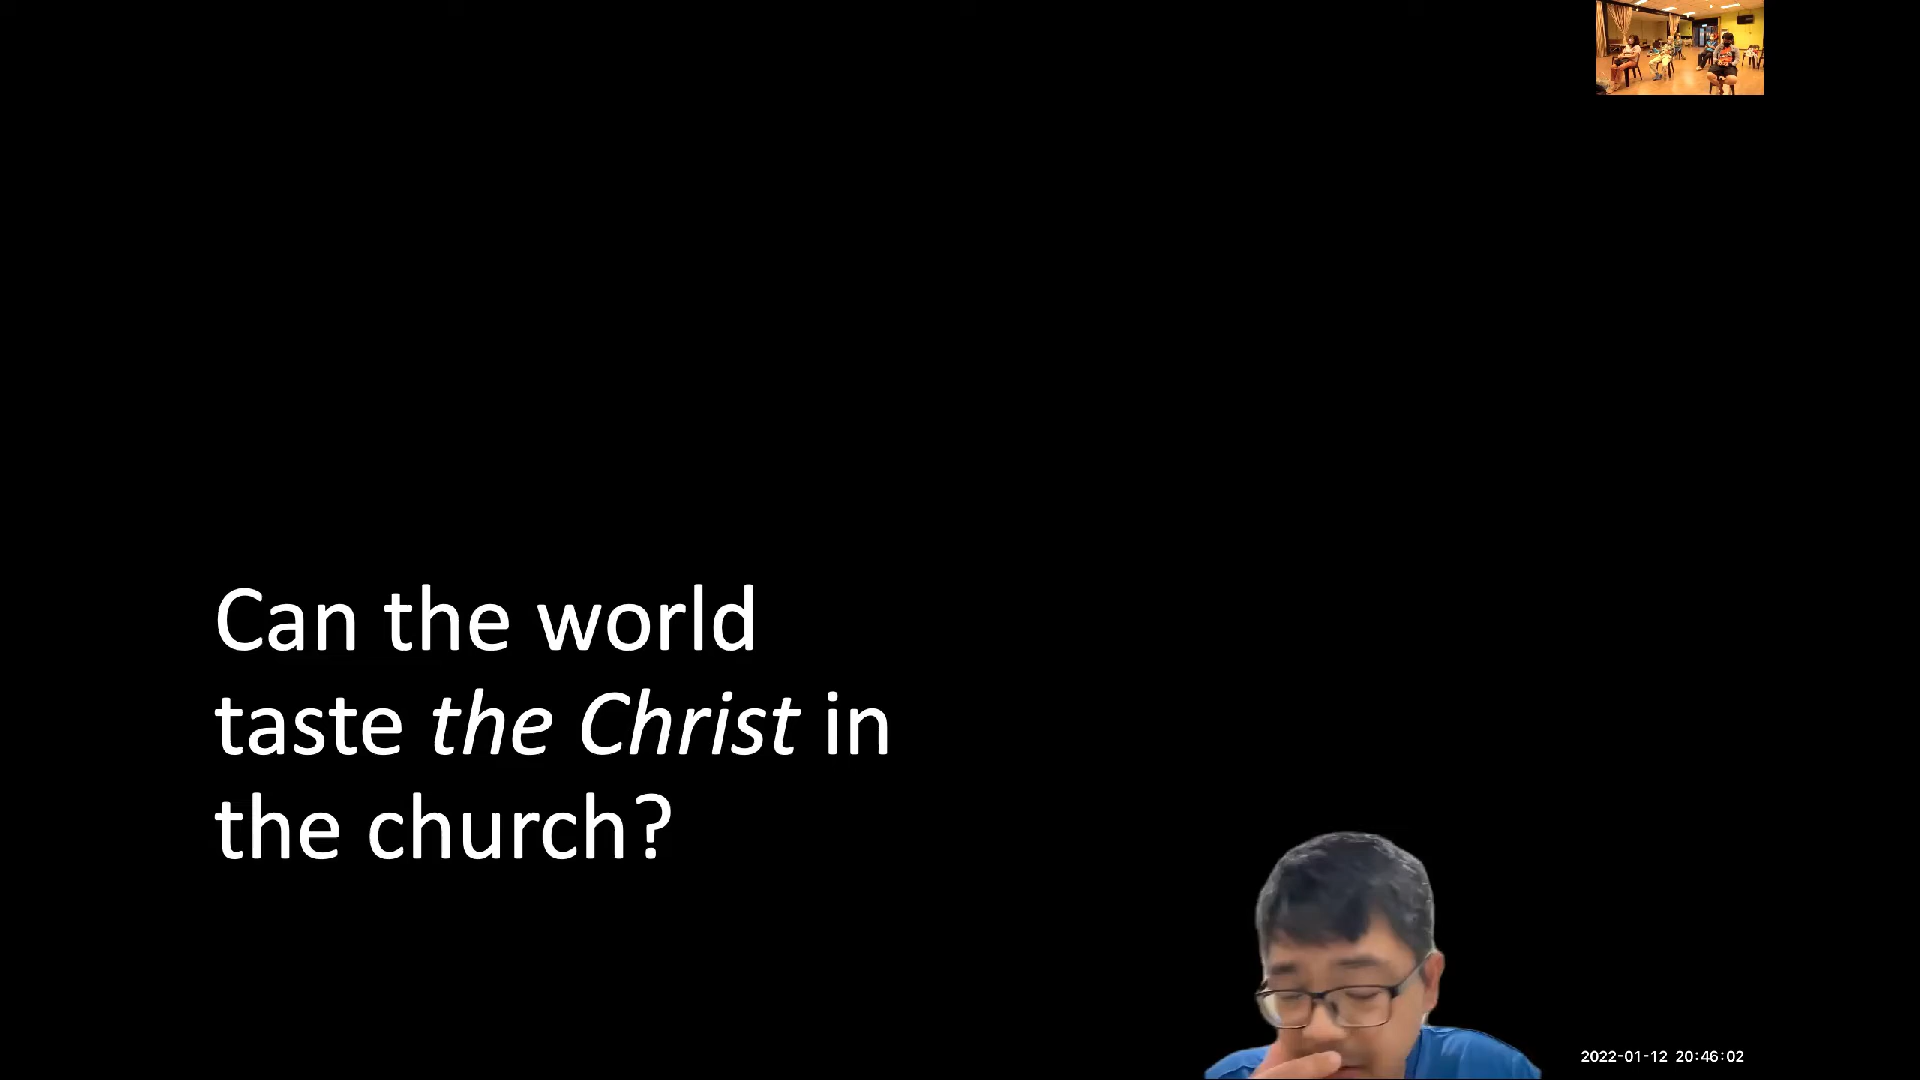 Can the world
taste the Christ in
the church?
2022-01-12 20:46:02